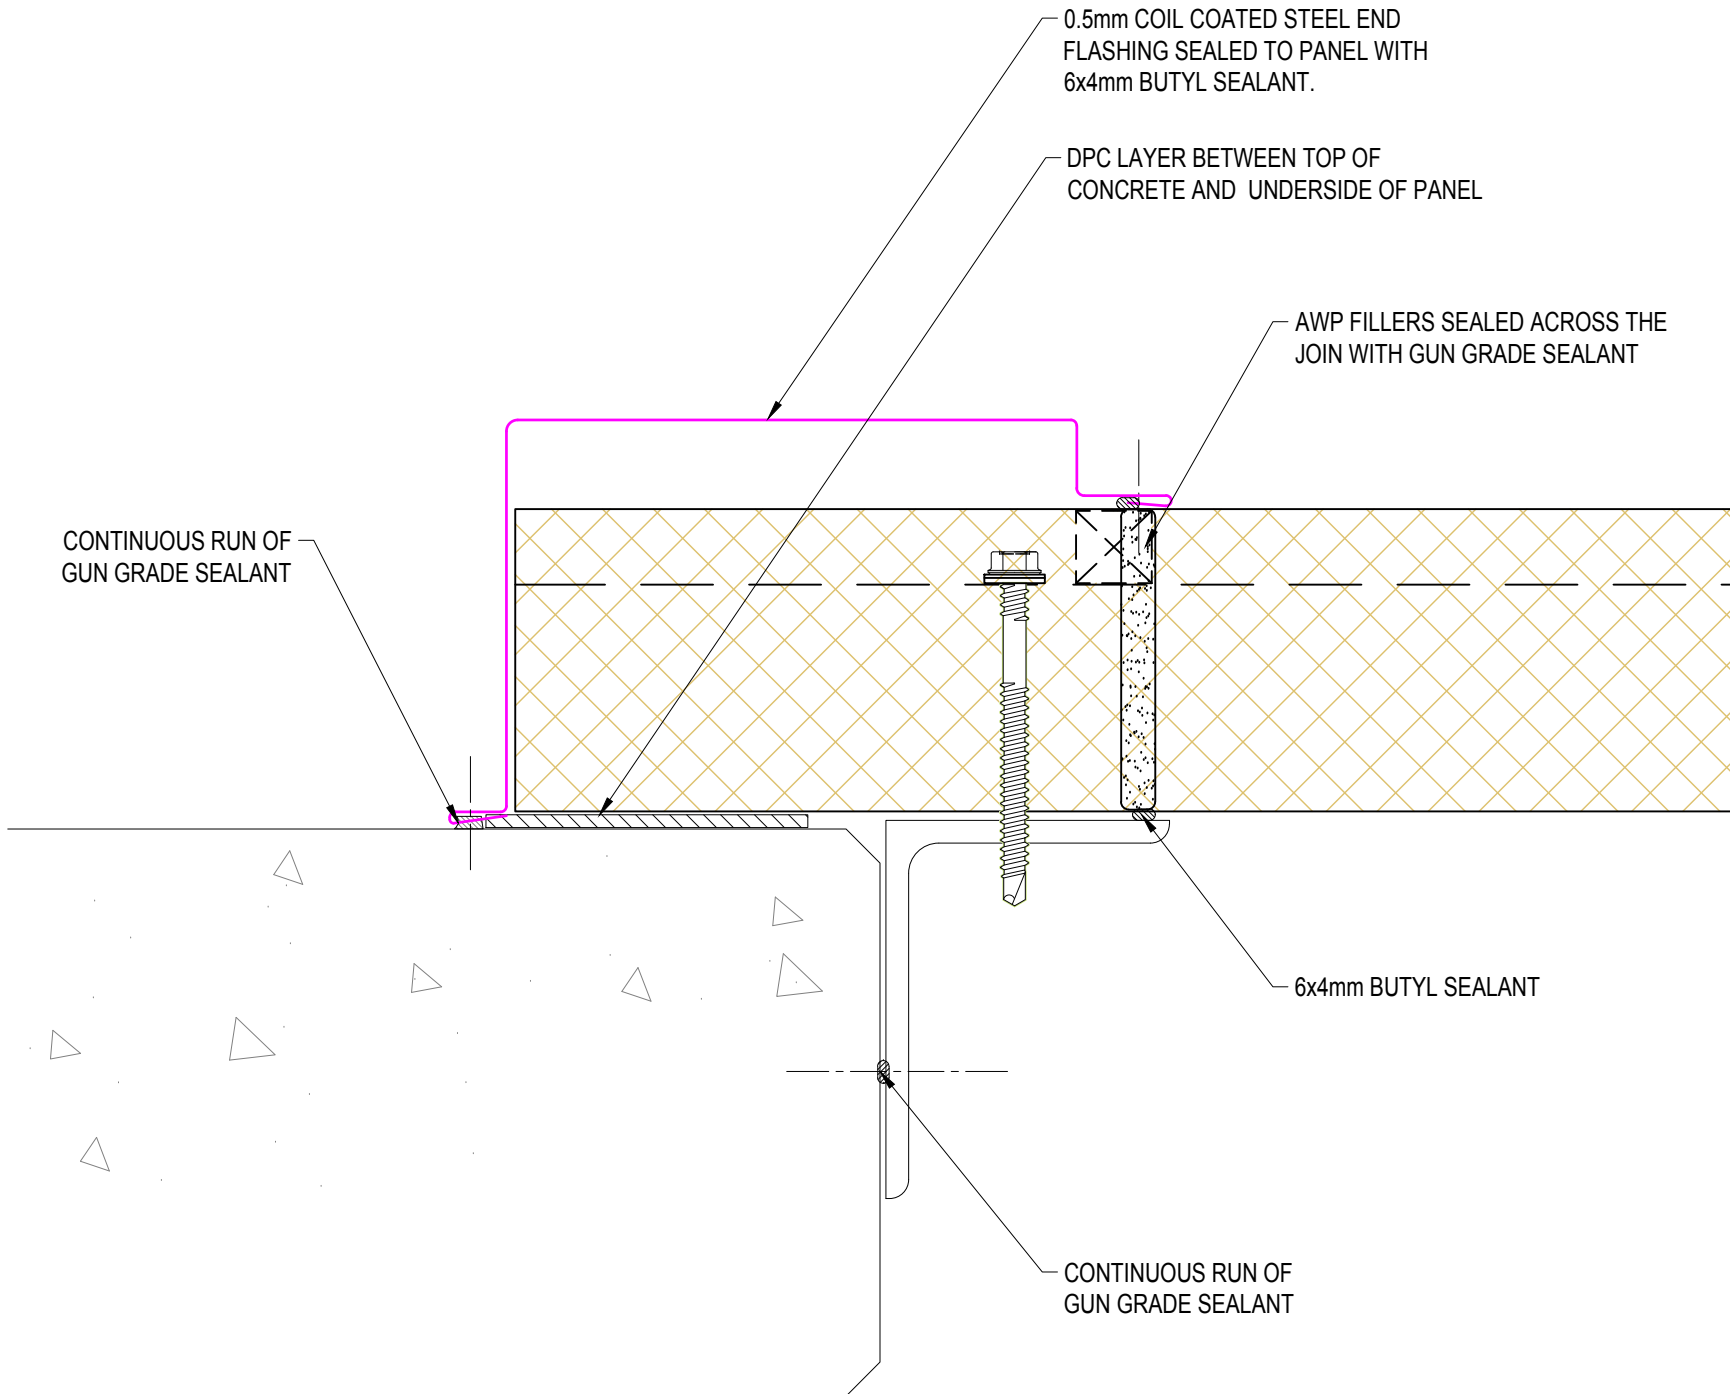 0.5mm COIL COATED STEEL END
FLASHING SEALED TO PANEL WITH
6x4mm BUTYL SEALANT.
DPC LAYER BETWEEN TOP OF
CONCRETE AND UNDERSIDE OF PANEL
AWP FILLERS SEALED ACROSS THE
JOIN WITH GUN GRADE SEALANT
CONTINUOUS RUN OF
GUN GRADE SEALANT
6x4mm BUTYL SEALANT
CONTINUOUS RUN OF
GUN GRADE SEALANT